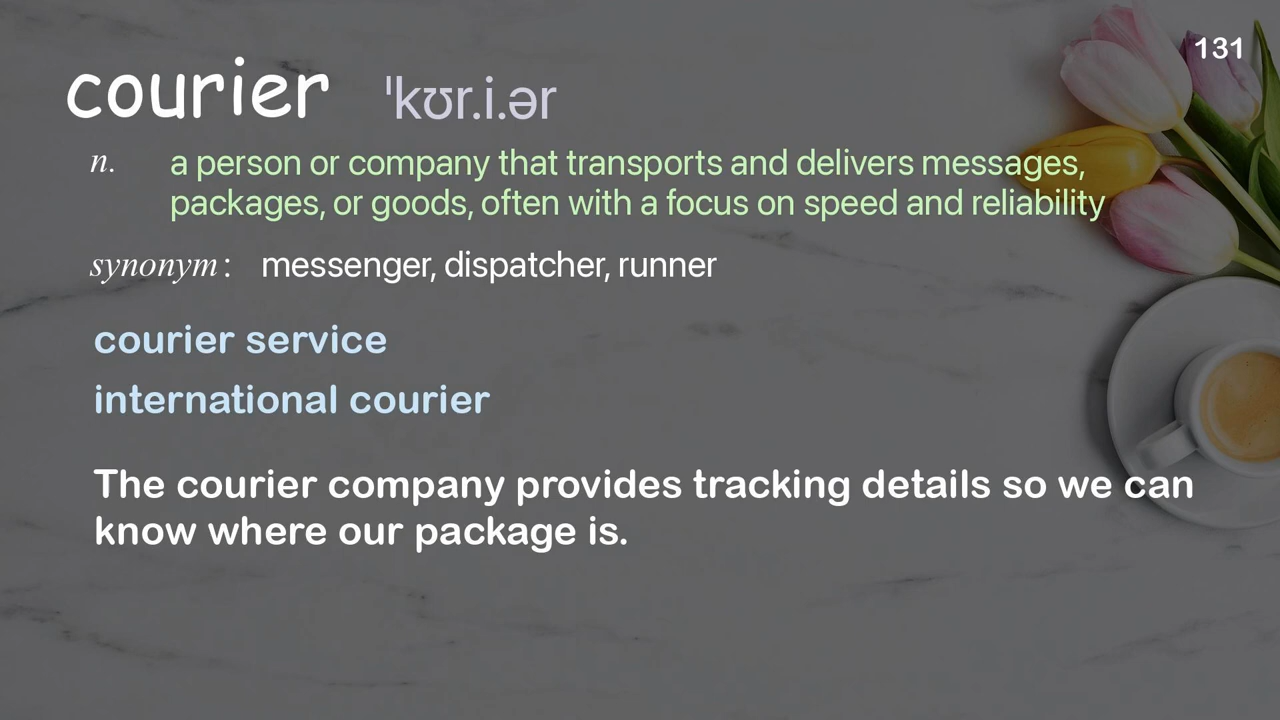 131
courier ˈkʊr.i.ər
n. a person or company that transports and delivers messages,
packages, or goods, often with a focus on speed and reliability
synonym: messenger, dispatcher, runner
courier service
international courier
The courier company provides tracking details so we can
know where our package is.